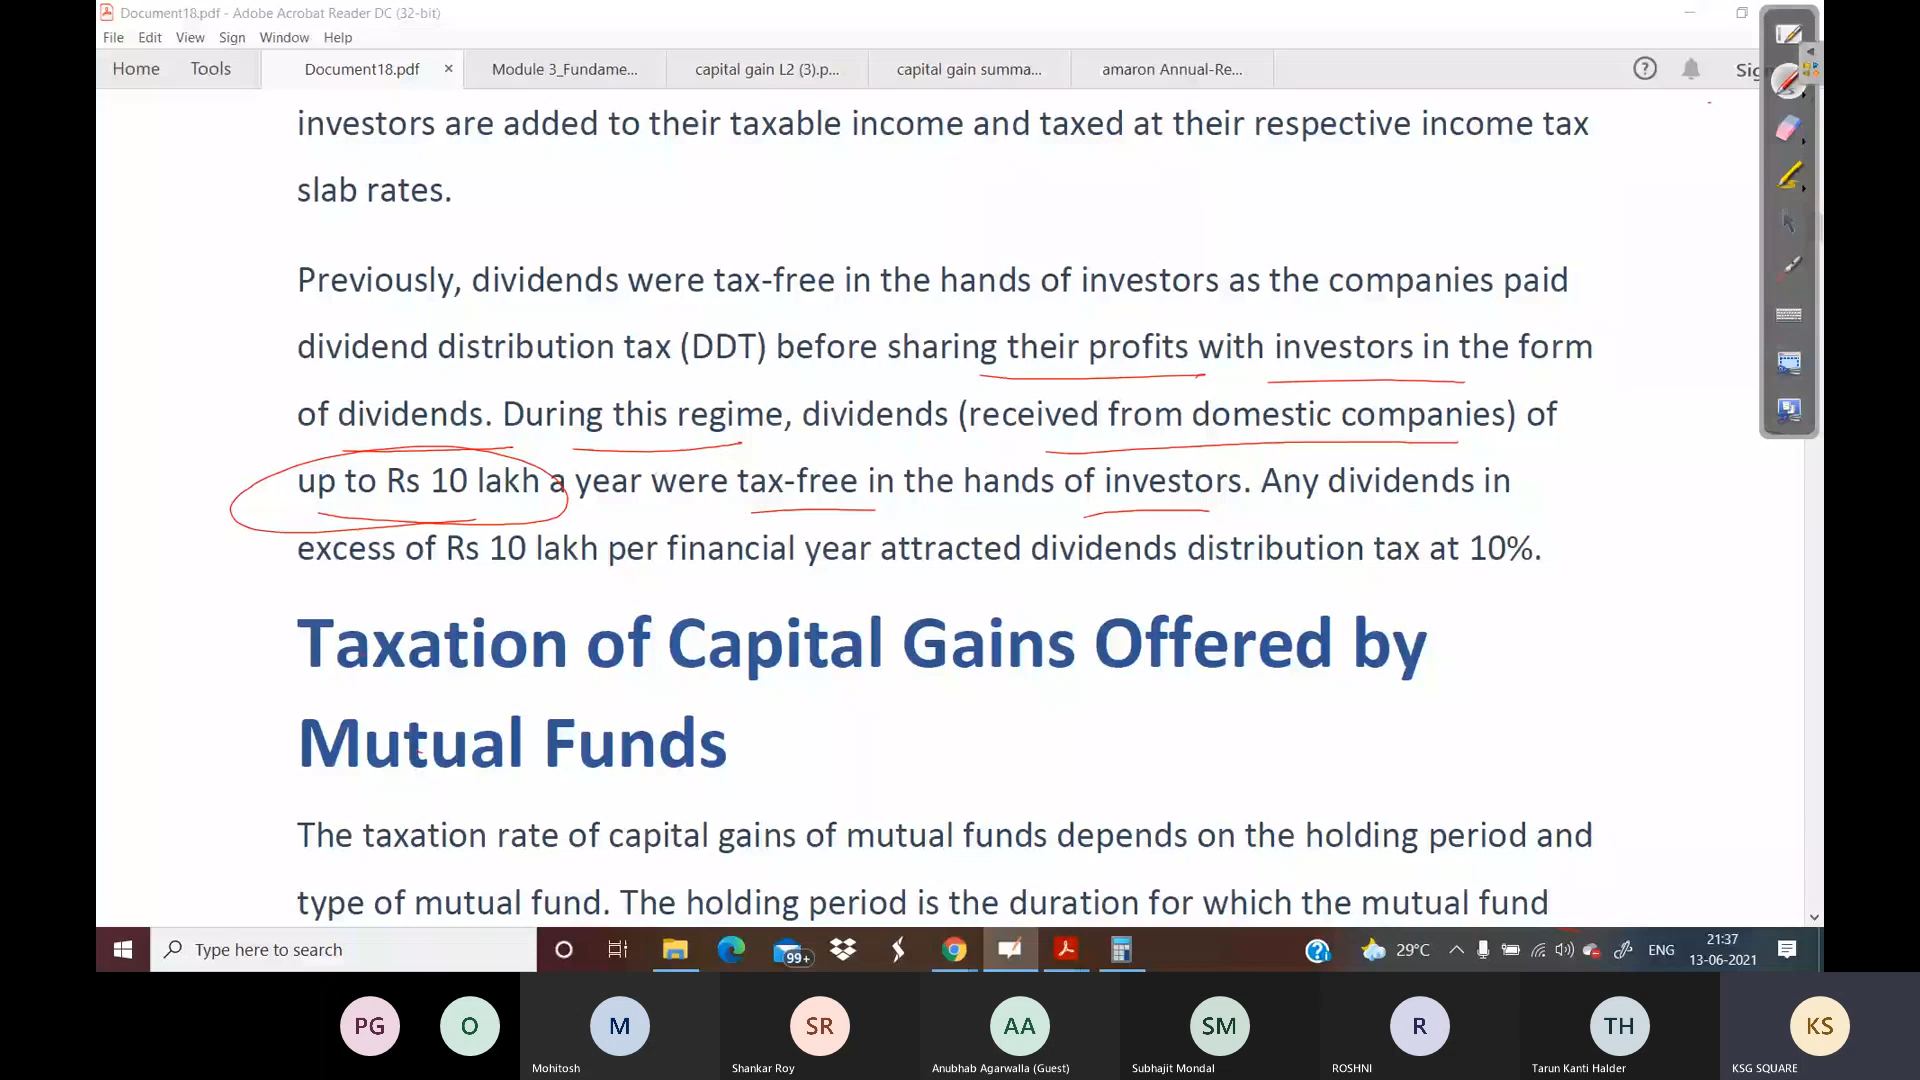 Document18.pdf - Adobe Acrobat Reader DC (32-bit)
File Edit View Sign Window Help
Home Tools Document18.pdf × Module 3_Fundame... capital gain L2 (3).p... capital gain summa... amaron Annual-Re...
investors are added to their taxable income and taxed at their respective income tax
slab rates.
Previously, dividends were tax-free in the hands of investors as the companies paid
dividend distribution tax (DDT) before sharing their profits with investors in the form
of dividends. During this regime, dividends (received from domestic companies) of
up to Rs 10 lakh a year were tax-free in the hands of investors. Any dividends in
excess of Rs 10 lakh per financial year attracted dividends distribution tax at 10%.
Taxation of Capital Gains Offered by
Mutual Funds
The taxation rate of capital gains of mutual funds depends on the holding period and
type of mutual fund. The holding period is the duration for which the mutual fund
Type here to search 99+ 29°C ENG 21:37
13-06-2021
PG O M SR AA SM R TH KS
Mohitosh Shankar Roy Anubhab Agarwalla (Guest) Subhajit Mondal ROSHNI Tarun Kanti Halder KSG SQUARE